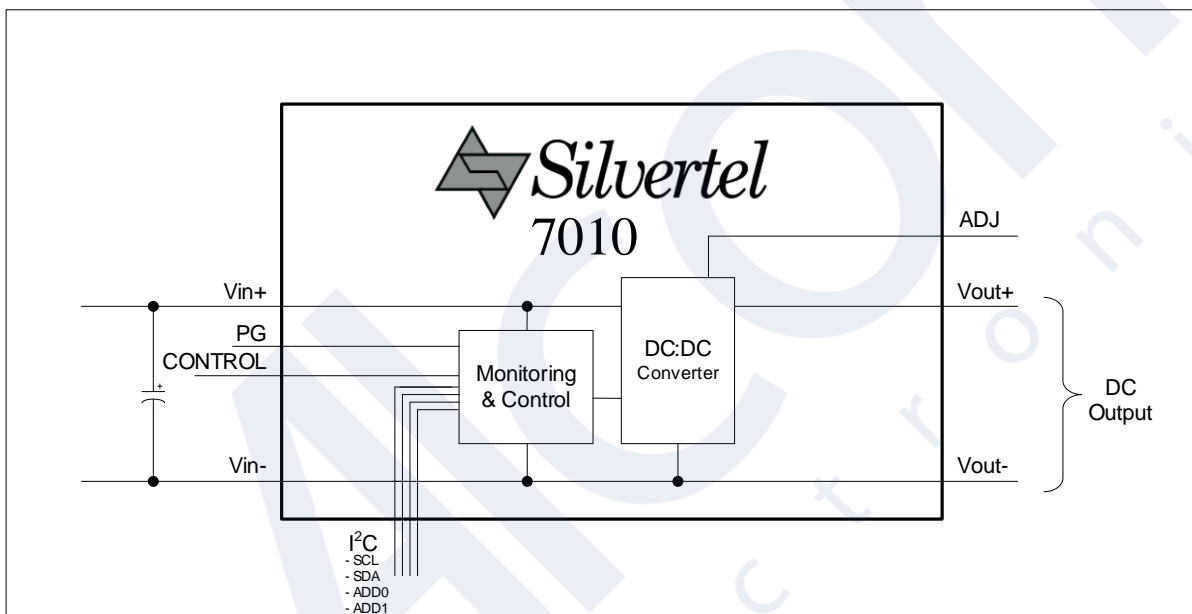 Silvertel
7010
ADJ
Vin+
Vout+
PG
CONTROL
Monitoring
& Control
DC:DC
Converter
DC
Output
Vin-
Vout-
+
I²C
- SCL
- SDA
- ADD0
- ADD1